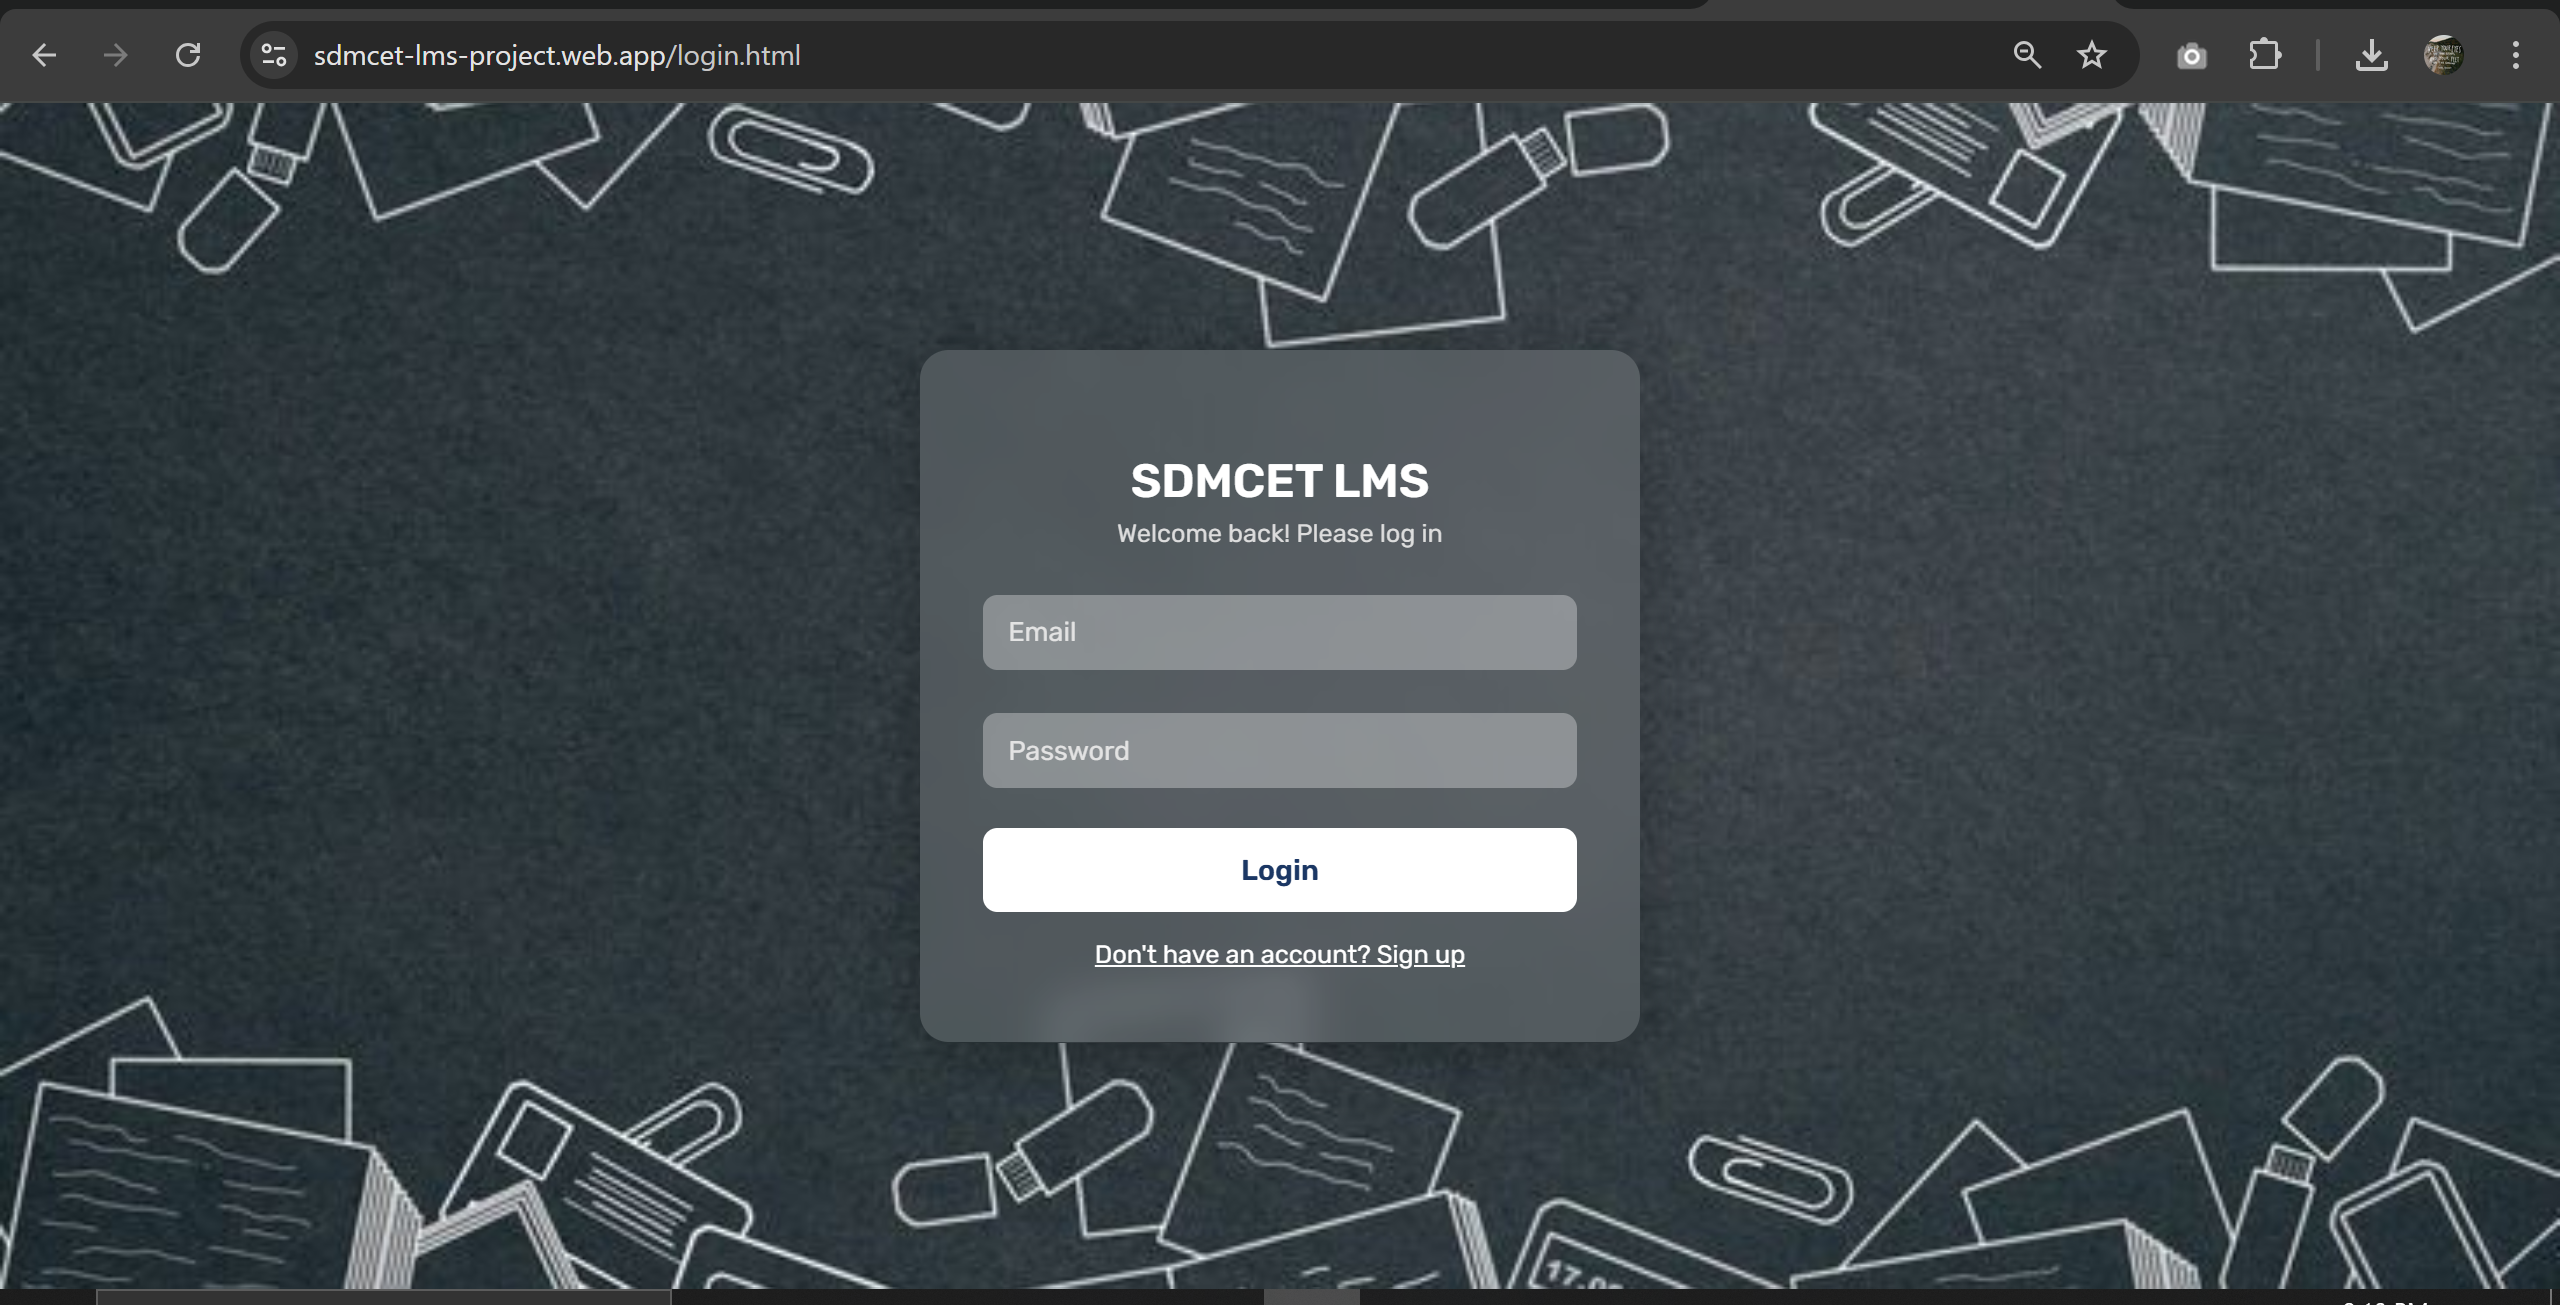 sdmcet-lms-project.web.app/login.html
SDMCET LMS
Welcome back! Please log in
Email
Password
Login
Don't have an account? Sign up